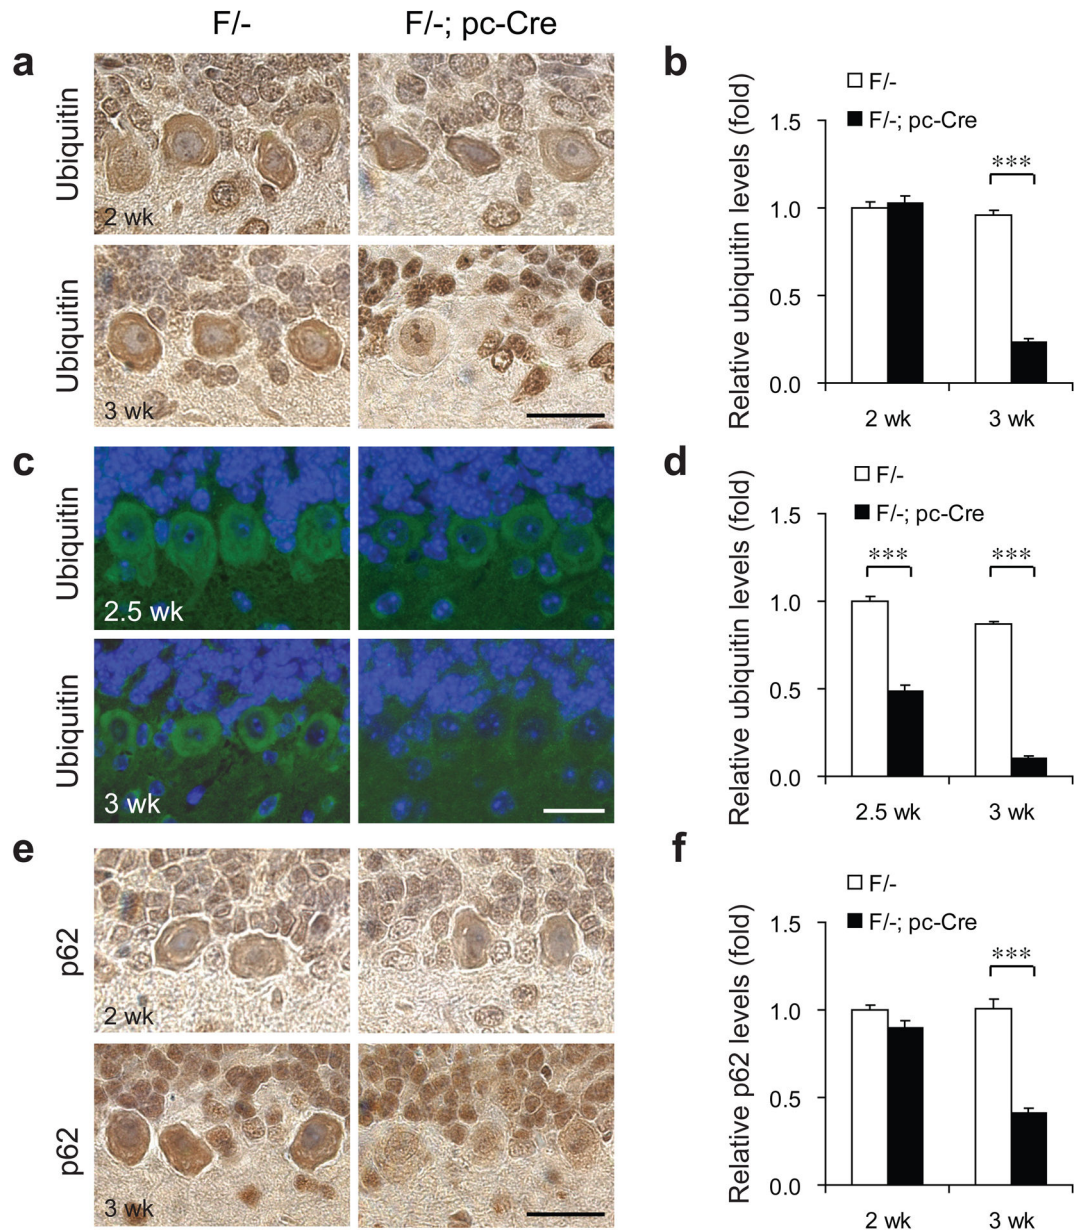 F/-
F/-; pc-Cre
a
Ubiquitin
2 wk
Ubiquitin
3 wk
b
F/-
F/-; pc-Cre
Relative ubiquitin levels (fold)
1.5
1.0
0.5
0.0
***
2 wk
3 wk
c
Ubiquitin
2.5 wk
Ubiquitin
3 wk
d
F/-
F/-; pc-Cre
Relative ubiquitin levels (fold)
1.5
1.0
0.5
0.0
***
***
2.5 wk
3 wk
e
p62
2 wk
p62
3 wk
f
F/-
F/-; pc-Cre
Relative p62 levels (fold)
1.5
1.0
0.5
0.0
***
2 wk
3 wk